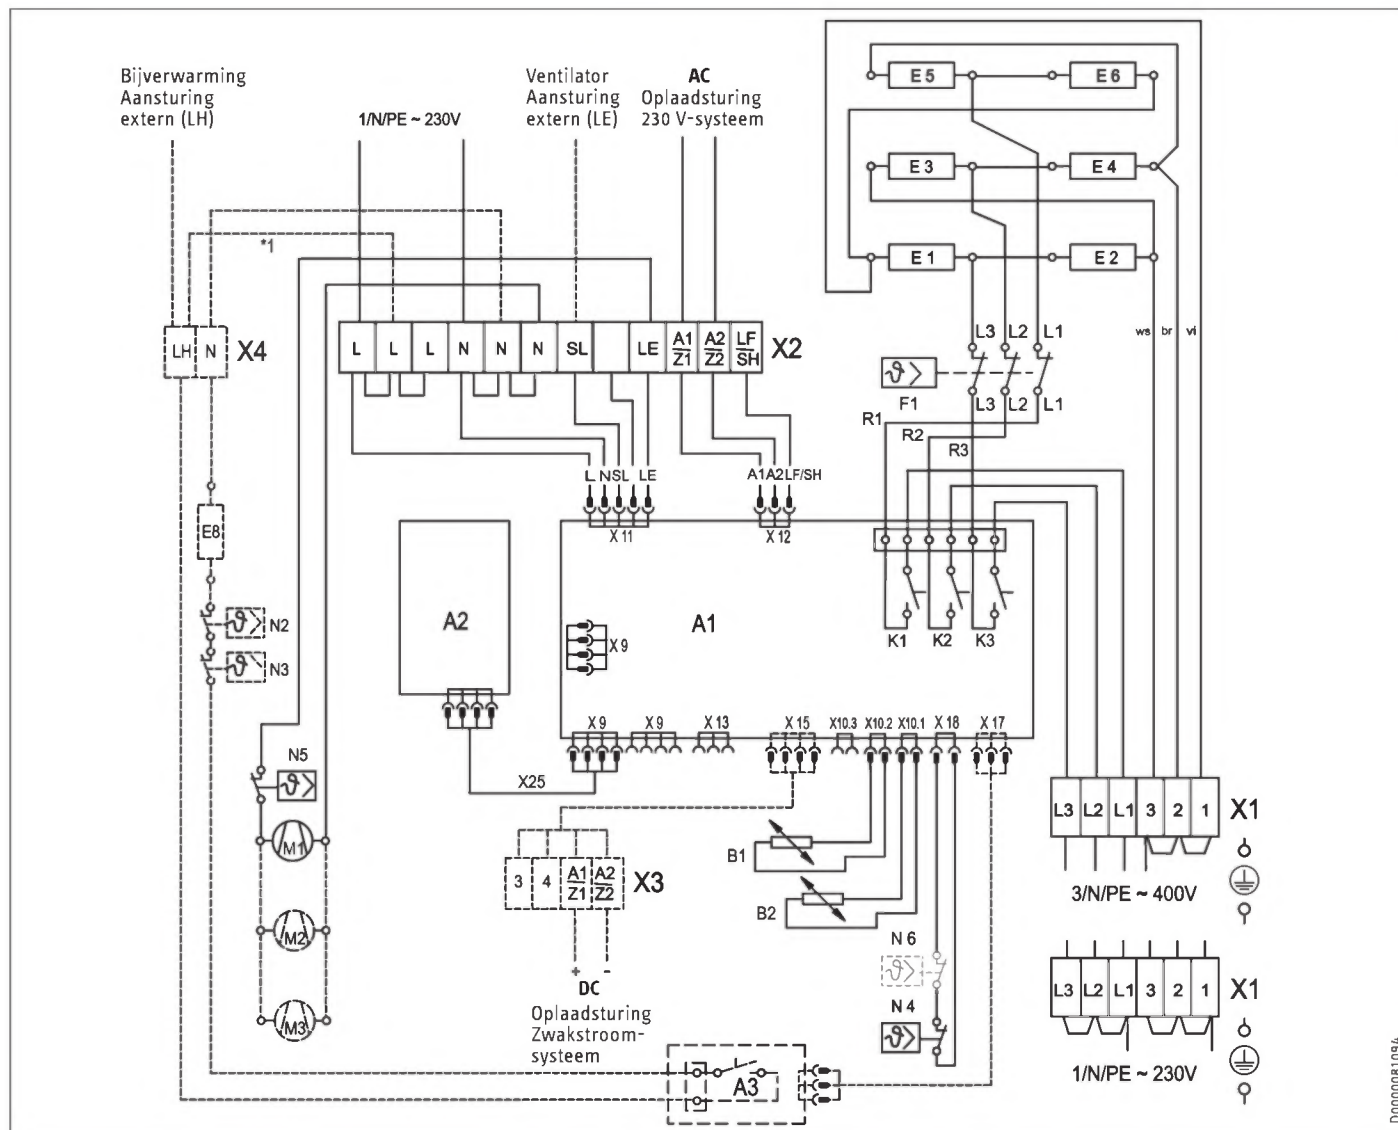 Bijverwarming
Aansturing
extern (LH)
1/N/PE ~ 230V
Ventilator
Aansturing
extern (LE)
AC
Oplaadsturing
230 V-systeem
E 5
E 6
E 3
E 4
E 1
E 2
*1
LH N X4
L L L N N N SL LE A1/Z1 A2/Z2 LF/SH X2
L3 L2 L1
ws br vi
ϑ> F1
L3 L2 L1
R1
R2
R3
L N SL LE
A1 A2 LF/SH
X 11
X 12
E8
A2
A1
X 9
K1 K2 K3
ϑ> N2
ϑ N3
X 9 X 9 X 13 X 15 X10.3 X10.2 X10.1 X 18 X 17
N5
ϑ>
X25
M1
M2
M3
3 4 A1/Z1 A2/Z2 X3
+ -
DC
Oplaadsturing
Zwakstroom-
systeem
B1
B2
N 6
ϑ>
N 4
ϑ>
A3
L3 L2 L1 3 2 1 X1
3/N/PE ~ 400V
L3 L2 L1 3 2 1 X1
1/N/PE ~ 230V
D0000081094